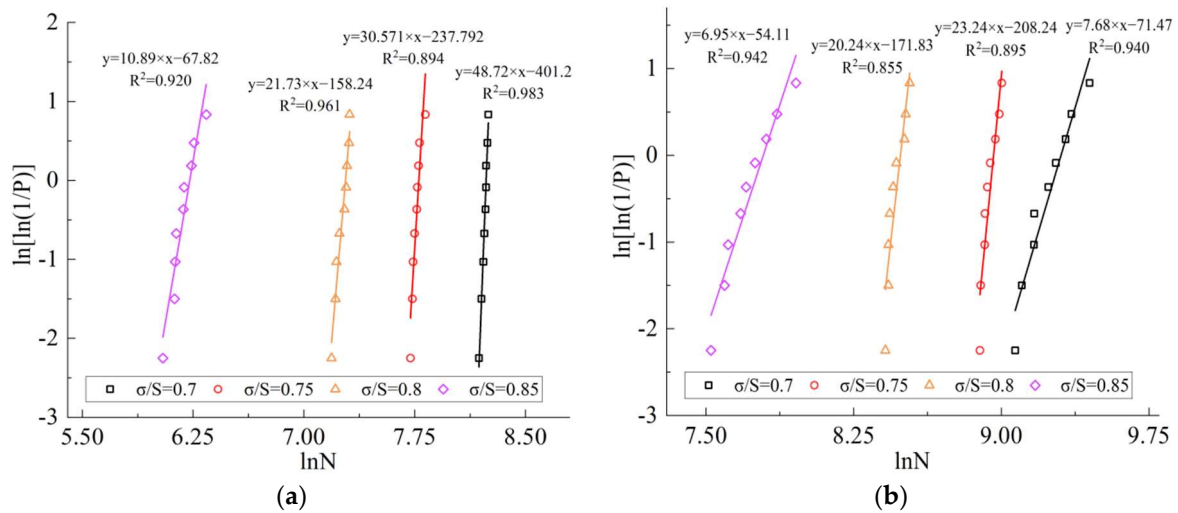 y=10.89×x−67.82
R²=0.920
y=30.571×x−237.792
R²=0.894
y=21.73×x−158.24
R²=0.961
y=48.72×x−401.2
R²=0.983
2
1
0
-1
-2
-3
ln[ln(1/P)]
σ/S=0.7 σ/S=0.75 σ/S=0.8 σ/S=0.85
5.50 6.25 7.00 7.75 8.50
lnN
(a)
y=6.95×x−54.11
R²=0.942
y=20.24×x−171.83
R²=0.855
y=23.24×x−208.24
R²=0.895
y=7.68×x−71.47
R²=0.940
1
0
-1
-2
-3
ln[ln(1/P)]
σ/S=0.7 σ/S=0.75 σ/S=0.8 σ/S=0.85
7.50 8.25 9.00 9.75
lnN
(b)